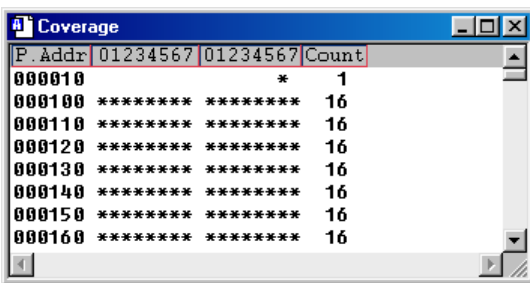 Coverage
P.Addr 01234567 01234567 Count
000010 * 1
000100 ******** ******** 16
000110 ******** ******** 16
000120 ******** ******** 16
000130 ******** ******** 16
000140 ******** ******** 16
000150 ******** ******** 16
000160 ******** ******** 16